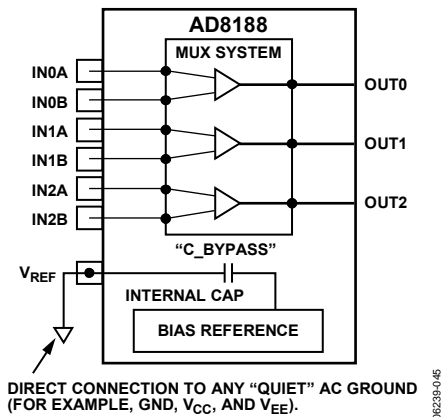 AD8188
MUX SYSTEM
IN0A
IN0B
IN1A
IN1B
IN2A
IN2B
OUT0
OUT1
OUT2
"C_BYPASS"
VREF
INTERNAL CAP
BIAS REFERENCE
DIRECT CONNECTION TO ANY "QUIET" AC GROUND
(FOR EXAMPLE, GND, VCC, AND VEE).
06239-045